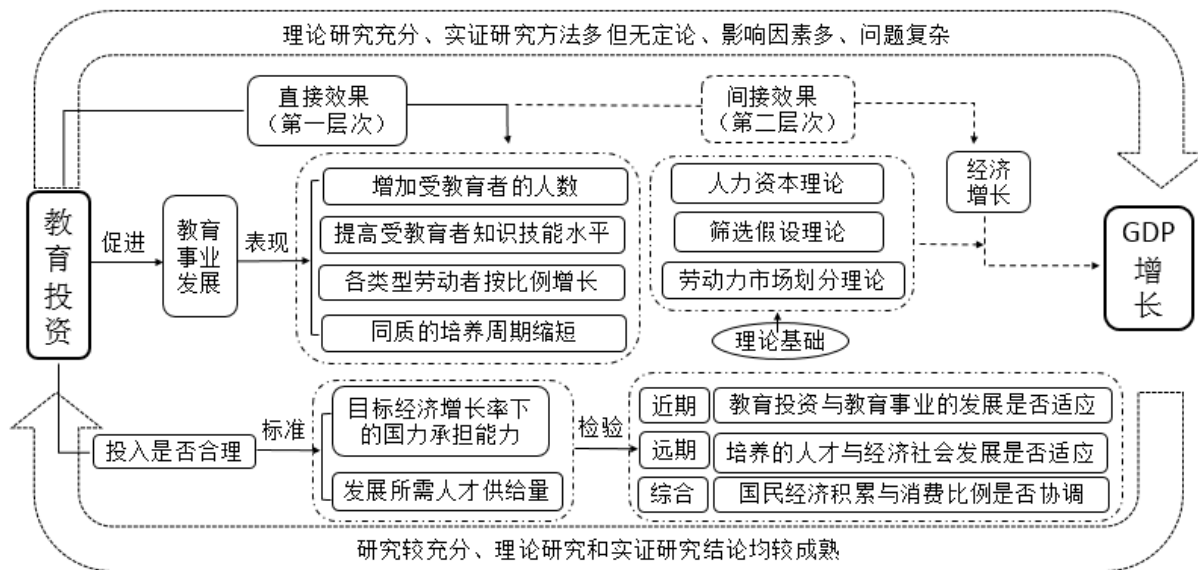 理论研究充分、实证研究方法多但无定论、影响因素多、问题复杂
直接效果
（第一层次）
间接效果
（第二层次）
教育投资
促进
教育
事业
发展
表现
增加受教育者的人数
提高受教育者知识技能水平
各类型劳动者按比例增长
同质的培养周期缩短
人力资本理论
筛选假设理论
劳动力市场划分理论
理论基础
经济
增长
GDP
增
长
投入是否合理
标准
目标经济增长率下
的国力承担能力
发展所需人才供给量
检验
近期
教育投资与教育事业的发展是否适应
远期
培养的人才与经济社会发展是否适应
综合
国民经济积累与消费比例是否协调
研究较充分、理论研究和实证研究结论均较成熟